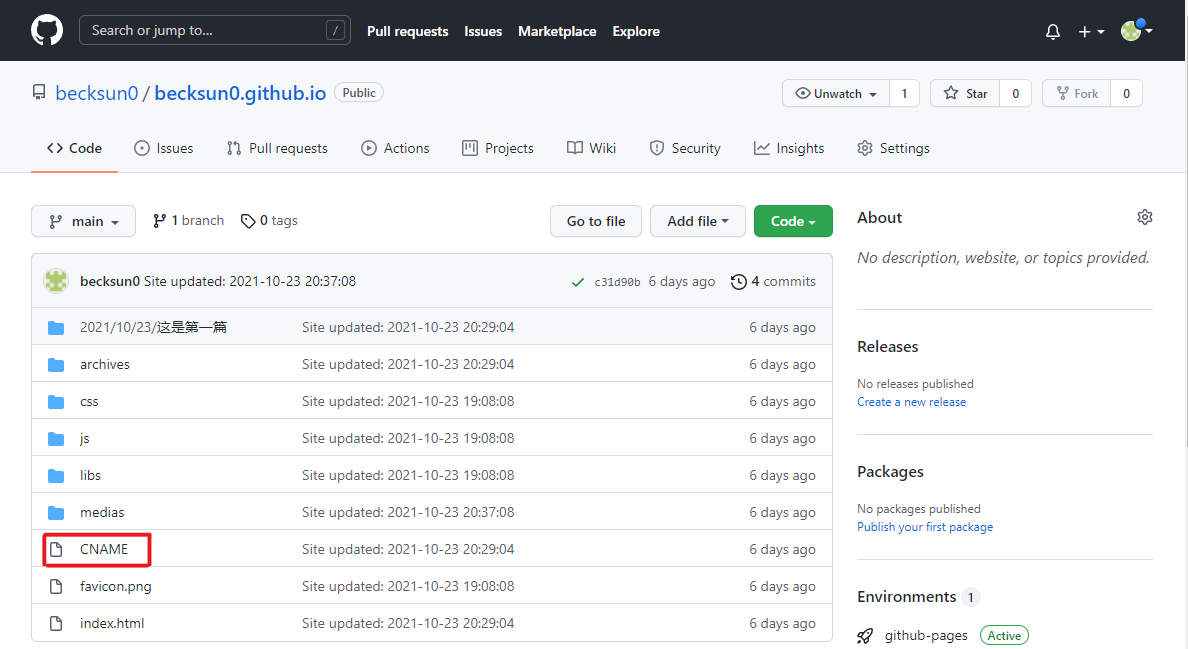 Search or jump to... / Pull requests Issues Marketplace Explore
becksun0 / becksun0.github.io Public Unwatch 1 Star 0 Fork 0
Code Issues Pull requests Actions Projects Wiki Security Insights Settings
main 1 branch 0 tags Go to file Add file Code
About
No description, website, or topics provided.
becksun0 Site updated: 2021-10-23 20:37:08 c31d90b 6 days ago 4 commits
2021/10/23/这是第一篇 Site updated: 2021-10-23 20:29:04 6 days ago
archives Site updated: 2021-10-23 20:29:04 6 days ago
css Site updated: 2021-10-23 19:08:08 6 days ago
js Site updated: 2021-10-23 19:08:08 6 days ago
libs Site updated: 2021-10-23 19:08:08 6 days ago
medias Site updated: 2021-10-23 20:37:08 6 days ago
CNAME Site updated: 2021-10-23 20:29:04 6 days ago
favicon.png Site updated: 2021-10-23 19:08:08 6 days ago
index.html Site updated: 2021-10-23 20:29:04 6 days ago
Releases
No releases published
Create a new release
Packages
No packages published
Publish your first package
Environments 1
github-pages Active